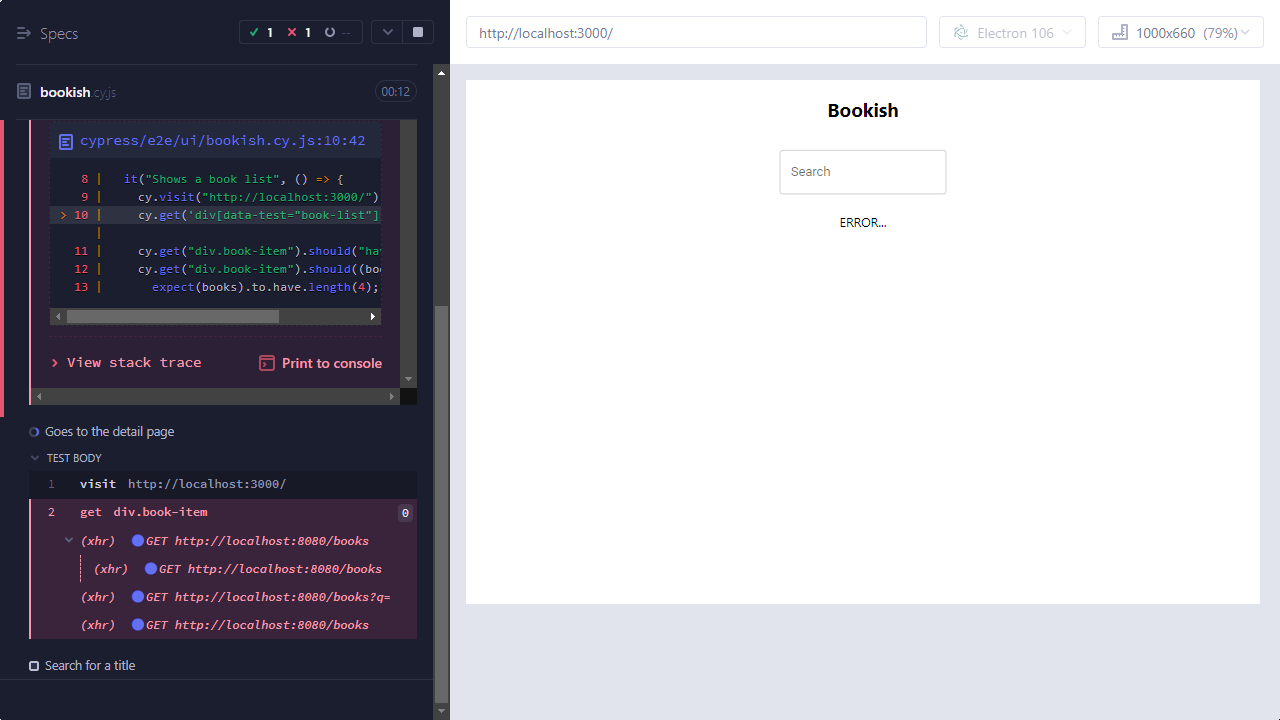 Specs
1
1
--
bookish.cy.js
00:12
cypress/e2e/ui/bookish.cy.js:10:42
8 | it("Shows a book list", () => {
9 | cy.visit("http://localhost:3000/")
> 10 | cy.get('div[data-test="book-list"]
|
11 | cy.get("div.book-item").should("ha
12 | cy.get("div.book-item").should((bo
13 | expect(books).to.have.length(4);
View stack trace
Print to console
Goes to the detail page
TEST BODY
1 visit http://localhost:3000/
2 get div.book-item 0
(xhr) GET http://localhost:8080/books
(xhr) GET http://localhost:8080/books
(xhr) GET http://localhost:8080/books?q=
(xhr) GET http://localhost:8080/books
Search for a title
http://localhost:3000/
Electron 106
1000x660 (79%)
Bookish
Search
ERROR...